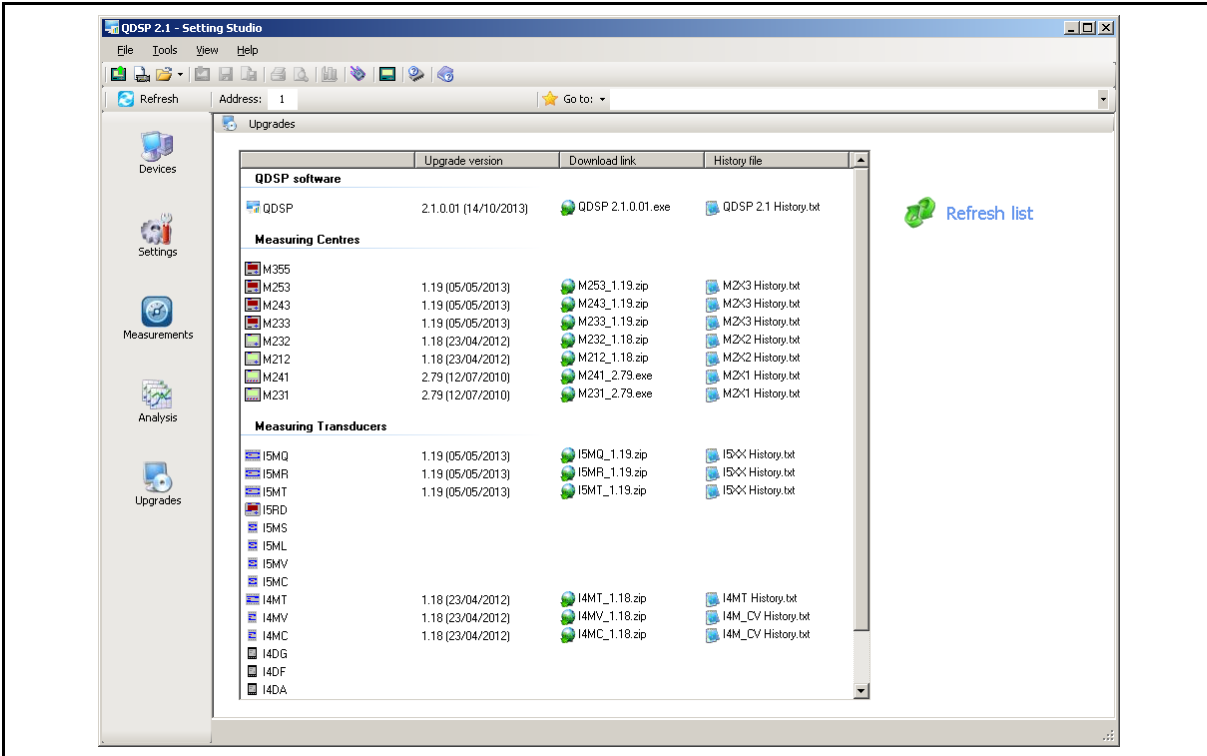 QDSP 2.1 - Setting Studio
File Tools View Help
Refresh Address: 1 Go to:
Upgrades
Devices
Settings
Measurements
Analysis
Upgrades
Upgrade version Download link History file
QDSP software
QDSP 2.1.0.01 (14/10/2013) QDSP 2.1.0.01.exe QDSP 2.1 History.txt
Measuring Centres
M355
M253 1.19 (05/05/2013) M253_1.19.zip M2X3 History.txt
M243 1.19 (05/05/2013) M243_1.19.zip M2X3 History.txt
M233 1.19 (05/05/2013) M233_1.19.zip M2X3 History.txt
M232 1.18 (23/04/2012) M232_1.18.zip M2X2 History.txt
M212 1.18 (23/04/2012) M212_1.18.zip M2X2 History.txt
M241 2.79 (12/07/2010) M241_2.79.exe M2X1 History.txt
M231 2.79 (12/07/2010) M231_2.79.exe M2X1 History.txt
Measuring Transducers
I5MQ 1.19 (05/05/2013) I5MQ_1.19.zip I5XX History.txt
I5MR 1.19 (05/05/2013) I5MR_1.19.zip I5XX History.txt
I5MT 1.19 (05/05/2013) I5MT_1.19.zip I5XX History.txt
I5RD
I5MS
I5ML
I5MV
I5MC
I4MT 1.18 (23/04/2012) I4MT_1.18.zip I4MT History.txt
I4MV 1.18 (23/04/2012) I4MV_1.18.zip I4M_CV History.txt
I4MC 1.18 (23/04/2012) I4MC_1.18.zip I4M_CV History.txt
I4DG
I4DF
I4DA
Refresh list